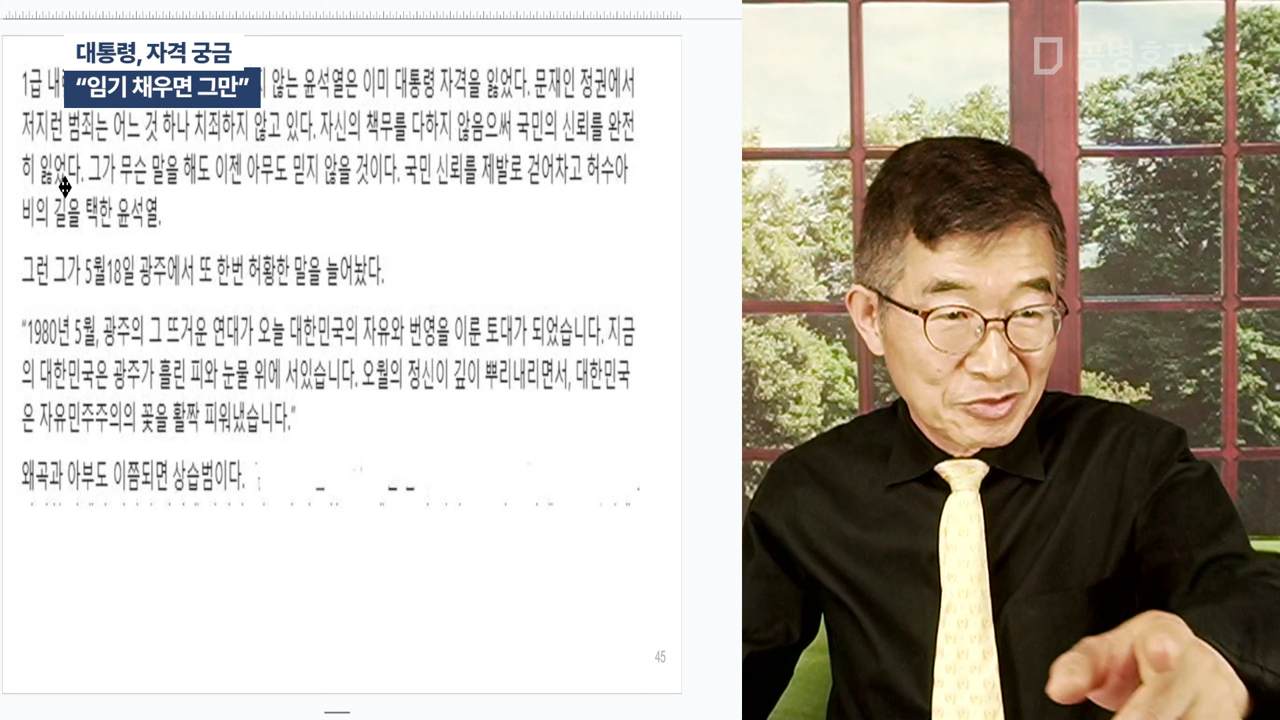 대통령, 자격 궁금
“임기 채우면 그만”
공병호TV
1급 않는 윤석열은 이미 대통령 자격을 잃었다. 문재인 정권에서
저지런 범죄는 어느 것 하나 치죄하지 않고 있다. 자신의 책무를 다하지 않음으써 국민의 신뢰를 완전
히 잃었다. 그가 무슨 말을 해도 이젠 아무도 믿지 않을 것이다. 국민 신뢰를 제발로 걷어차고 허수아
비의 길을 택한 윤석열.
그런 그가 5월18일 광주에서 또 한번 허황한 말을 늘어놨다.
“1980년 5월, 광주의 그 뜨거운 연대가 오늘 대한민국의 자유와 번영을 이룬 토대가 되었습니다. 지금
의 대한민국은 광주가 흘린 피와 눈물 위에 서있습니다. 오월의 정신이 깊이 뿌리내리면서, 대한민국
은 자유민주주의의 꽃을 활짝 피워냈습니다.”
왜곡과 아부도 이쯤되면 상습범이다.
45